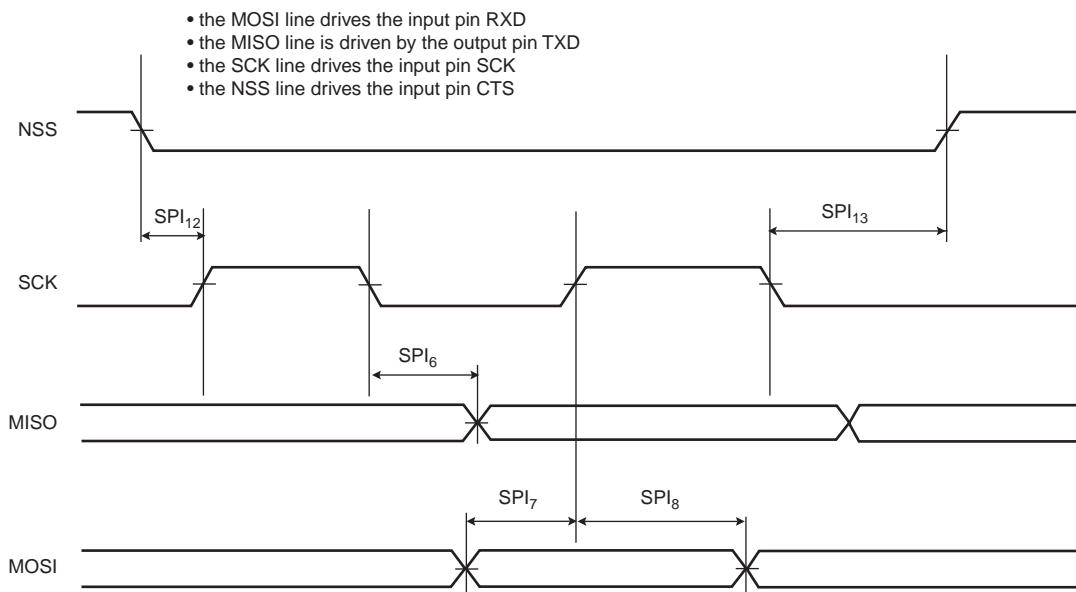 • the MOSI line drives the input pin RXD
• the MISO line is driven by the output pin TXD
• the SCK line drives the input pin SCK
• the NSS line drives the input pin CTS
NSS
SPI12
SPI13
SCK
SPI6
MISO
SPI7
SPI8
MOSI